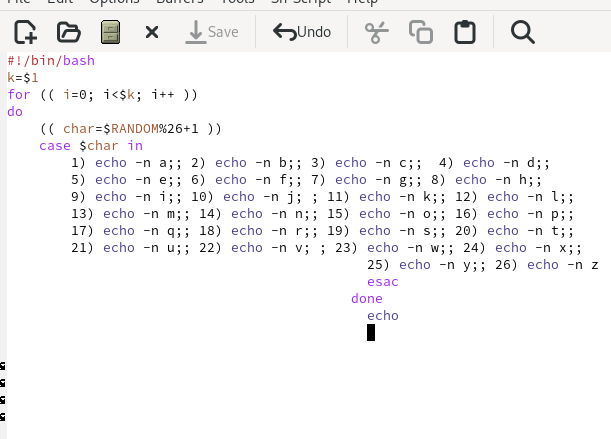 File Edit Options Buffers Tools Sh-Script Help
Save Undo
#!/bin/bash
k=$1
for (( i=0; i<$k; i++ ))
do
    (( char=$RANDOM%26+1 ))
    case $char in
        1) echo -n a;; 2) echo -n b;; 3) echo -n c;;  4) echo -n d;;
        5) echo -n e;; 6) echo -n f;; 7) echo -n g;; 8) echo -n h;;
        9) echo -n i;; 10) echo -n j; ; 11) echo -n k;; 12) echo -n l;;
        13) echo -n m;; 14) echo -n n;; 15) echo -n o;; 16) echo -n p;;
        17) echo -n q;; 18) echo -n r;; 19) echo -n s;; 20) echo -n t;;
        21) echo -n u;; 22) echo -n v; ; 23) echo -n w;; 24) echo -n x;;
                                             25) echo -n y;; 26) echo -n z
                                             esac
                                           done
                                             echo